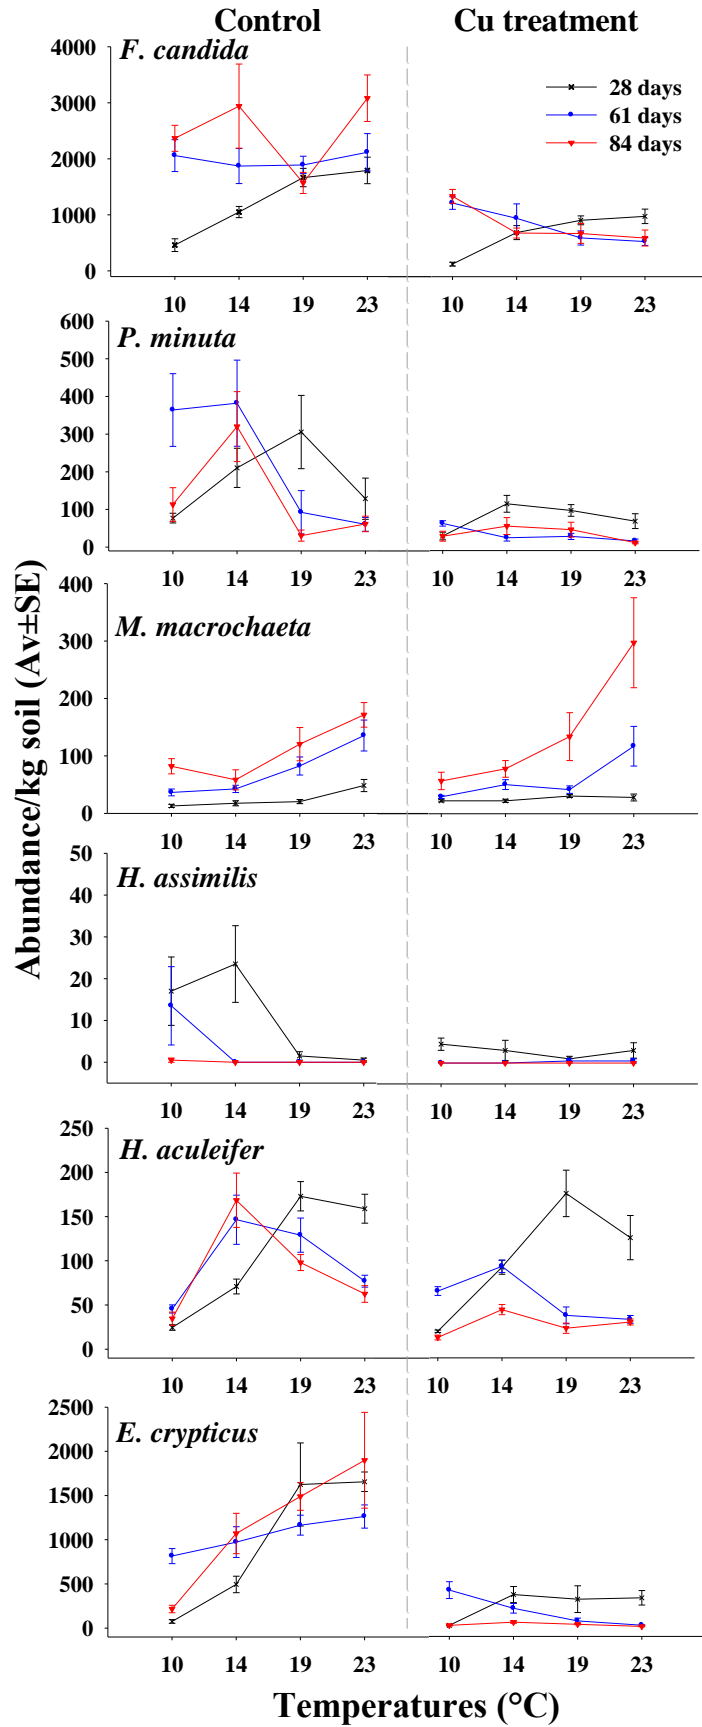 Control Cu treatment
F. candida
4000
3000
2000
1000
0
28 days
61 days
84 days
10 14 19 23 10 14 19 23
P. minuta
600
500
400
300
200
100
0
10 14 19 23 10 14 19 23
M. macrochaeta
400
300
200
100
0
10 14 19 23 10 14 19 23
H. assimilis
50
40
30
20
10
0
10 14 19 23 10 14 19 23
H. aculeifer
250
200
150
100
50
0
10 14 19 23 10 14 19 23
E. crypticus
2500
2000
1500
1000
500
0
10 14 19 23 10 14 19 23
Abundance/kg soil (Av±SE)
Temperatures (°C)